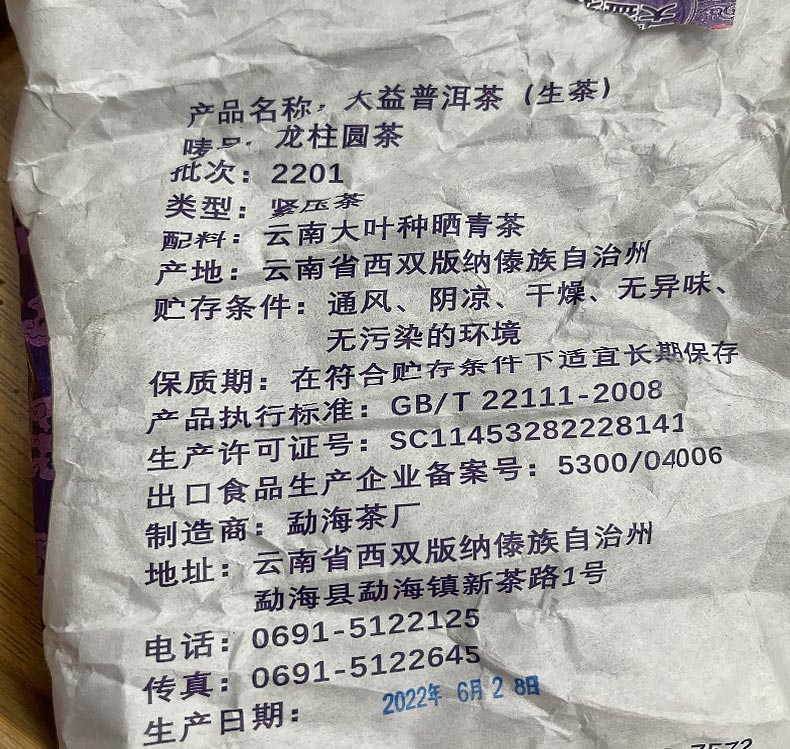 大益
产品名称：大益普洱茶（生茶）
唛号：龙柱圆茶
批次：2201
类型：紧压茶
配料：云南大叶种晒青茶
产地：云南省西双版纳傣族自治州
贮存条件：通风、阴凉、干燥、无异味、
无污染的环境
保质期：在符合贮存条件下适宜长期保存
产品执行标准：GB/T 22111-2008
生产许可证号：SC11453282228141
出口食品生产企业备案号：5300/04006
制造商：勐海茶厂
地址：云南省西双版纳傣族自治州
勐海县勐海镇新茶路1号
电话：0691-5122125
传真：0691-5122645
生产日期：2022年 6月 2 8日